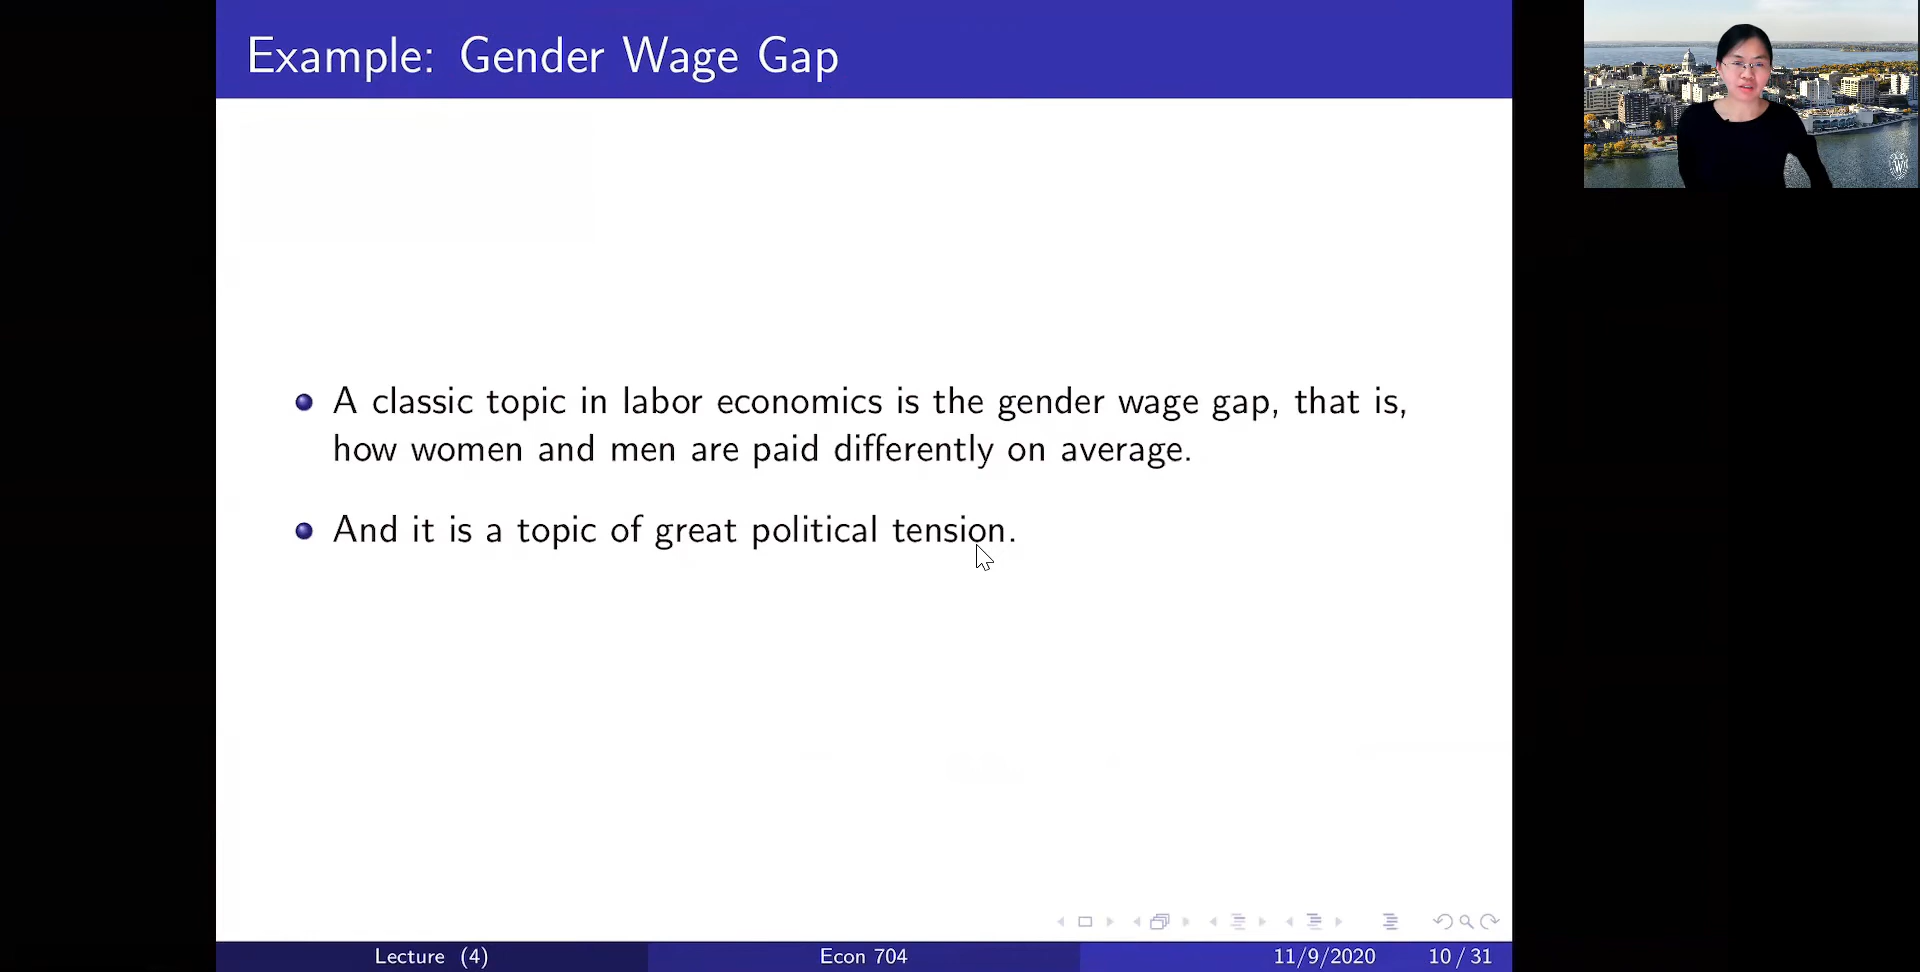 Example: Gender Wage Gap
A classic topic in labor economics is the gender wage gap, that is,
how women and men are paid differently on average.
And it is a topic of great political tension.
Lecture (4) Econ 704 11/9/2020 10 / 31
W